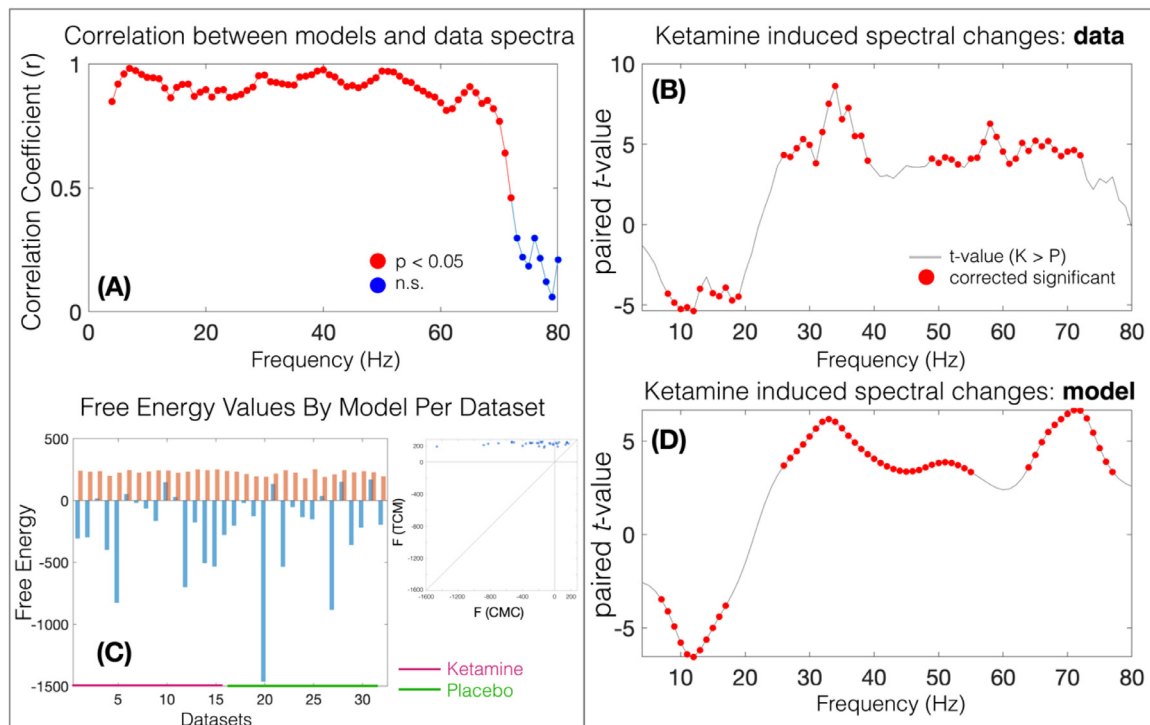 Correlation between models and data spectra
Correlation Coefficient (r)
1
0.5
0
(A)
p < 0.05
n.s.
0 20 40 60 80
Frequency (Hz)
Ketamine induced spectral changes: data
paired t-value
10
5
0
-5
(B)
t-value (K > P)
corrected significant
10 20 30 40 50 60 70 80
Frequency (Hz)
Free Energy Values By Model Per Dataset
Free Energy
500
0
-500
-1000
-1500
(C)
5 10 15 20 25 30
Datasets
F (TCM)
200
0
-400
-800
-1200
-1600
-1600 -1200 -800 -400 0 200
F (CMC)
Ketamine
Placebo
Ketamine induced spectral changes: model
paired t-value
5
0
-5
(D)
10 20 30 40 50 60 70 80
Frequency (Hz)